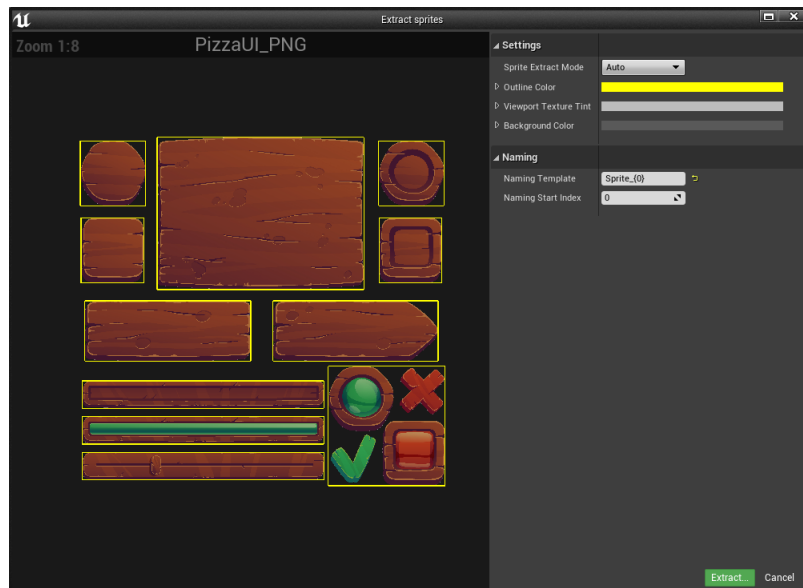 Extract sprites
Zoom 1:8
PizzaUI_PNG
Settings
Sprite Extract Mode
Auto
Outline Color
Viewport Texture Tint
Background Color
Naming
Naming Template
Sprite_{0}
Naming Start Index
0
Extract...
Cancel